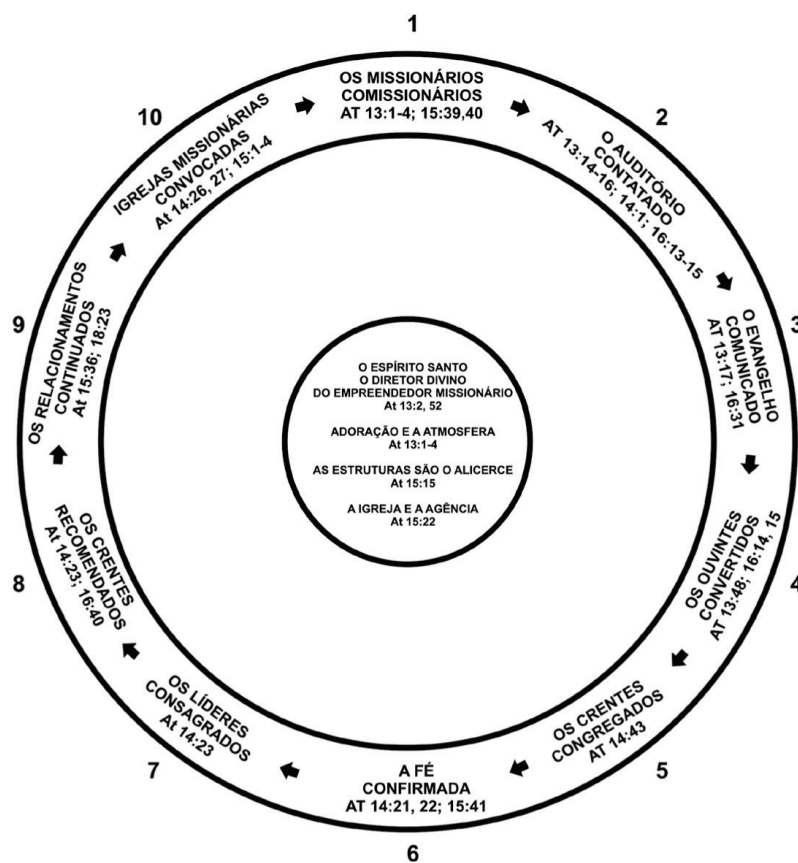 1
OS MISSIONÁRIOS
COMISSIONÁRIOS
AT 13:1-4; 15:39,40
2
O AUDITÓRIO
CONTATADO
AT 13:14-16; 14:1; 16:13-15
3
O EVANGELHO
COMUNICADO
AT 13:17; 16:31
4
OS OUVINTES
CONVERTIDOS
AT 13:48; 16:14, 15
5
OS CRENTES
CONGREGADOS
AT 14:43
6
A FÉ
CONFIRMADA
AT 14:21, 22; 15:41
7
OS LÍDERES
CONSAGRADOS
At 14:23
8
OS CRENTES
RECOMENDADOS
At 14:23; 16:40
9
OS RELACIONAMENTOS
CONTINUADOS
At 15:36; 18:23
10
IGREJAS MISSIONÁRIAS
CONVOCADAS
At 14:26, 27; 15:1-4
O ESPÍRITO SANTO
O DIRETOR DIVINO
DO EMPREENDEDOR MISSIONÁRIO
At 13:2, 52
ADORAÇÃO E A ATMOSFERA
At 13:1-4
AS ESTRUTURAS SÃO O ALICERCE
At 15:15
A IGREJA E A AGÊNCIA
At 15:22